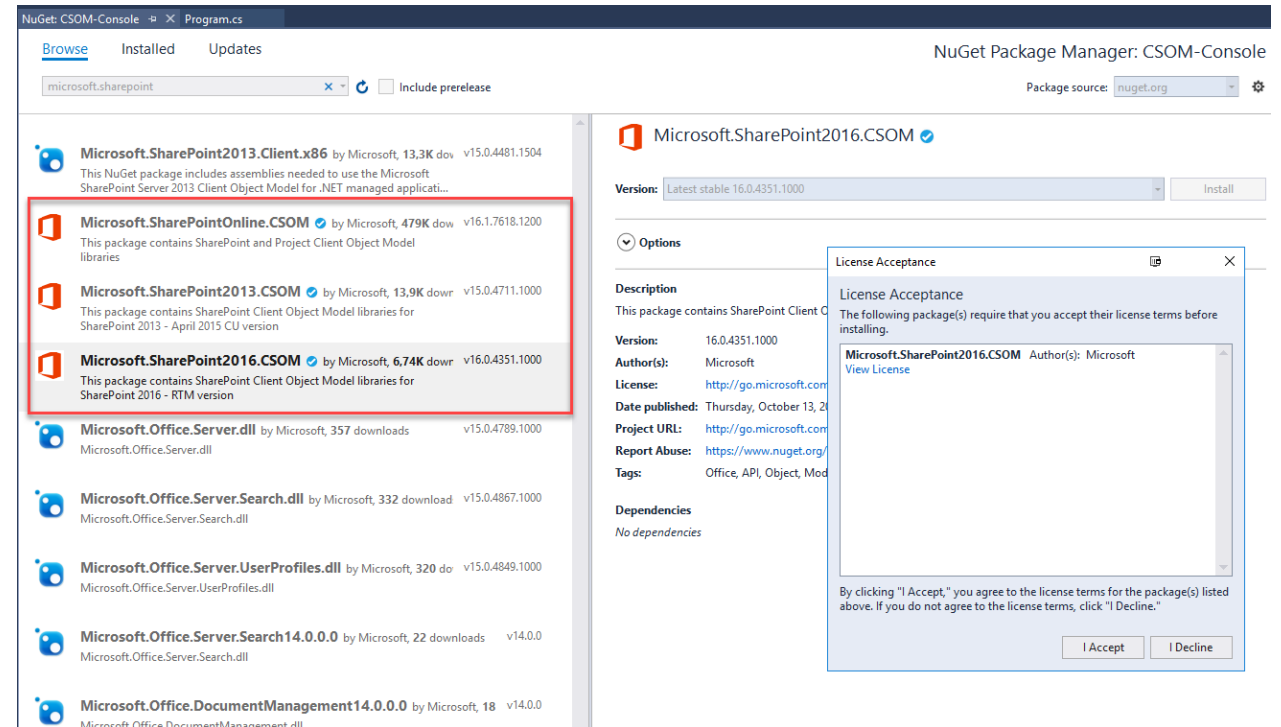 NuGet: CSOM-Console
Program.cs
Browse
Installed
Updates
NuGet Package Manager: CSOM-Console
microsoft.sharepoint
Include prerelease
Package source:
nuget.org
Microsoft.SharePoint2013.Client.x86 by Microsoft, 13,3K dov v15.0.4481.1504
This NuGet package includes assemblies needed to use the Microsoft
SharePoint Server 2013 Client Object Model for .NET managed applicati...
Microsoft.SharePointOnline.CSOM by Microsoft, 479K dow v16.1.7618.1200
This package contains SharePoint and Project Client Object Model
libraries
Microsoft.SharePoint2013.CSOM by Microsoft, 13,9K down v15.0.4711.1000
This package contains SharePoint Client Object Model libraries for
SharePoint 2013 - April 2015 CU version
Microsoft.SharePoint2016.CSOM by Microsoft, 6,74K down v16.0.4351.1000
This package contains SharePoint Client Object Model libraries for
SharePoint 2016 - RTM version
Microsoft.Office.Server.dll by Microsoft, 357 downloads v15.0.4789.1000
Microsoft.Office.Server.dll
Microsoft.Office.Server.Search.dll by Microsoft, 332 download v15.0.4867.1000
Microsoft.Office.Server.Search.dll
Microsoft.Office.Server.UserProfiles.dll by Microsoft, 320 do v15.0.4849.1000
Microsoft.Office.Server.UserProfiles.dll
Microsoft.Office.Server.Search14.0.0.0 by Microsoft, 22 downloads v14.0.0
Microsoft.Office.Server.Search.dll
Microsoft.Office.DocumentManagement14.0.0.0 by Microsoft, 18 v14.0.0
Microsoft.Office.DocumentManagement.dll
Microsoft.SharePoint2016.CSOM
Version: Latest stable 16.0.4351.1000
Install
Options
Description
This package contains SharePoint Client O
Version: 16.0.4351.1000
Author(s): Microsoft
License: http://go.microsoft.com
Date published: Thursday, October 13, 20
Project URL: http://go.microsoft.com
Report Abuse: https://www.nuget.org/
Tags: Office, API, Object, Mod
Dependencies
No dependencies
License Acceptance
License Acceptance
The following package(s) require that you accept their license terms before
installing.
Microsoft.SharePoint2016.CSOM Author(s): Microsoft
View License
By clicking "I Accept," you agree to the license terms for the package(s) listed
above. If you do not agree to the license terms, click "I Decline."
I Accept
I Decline